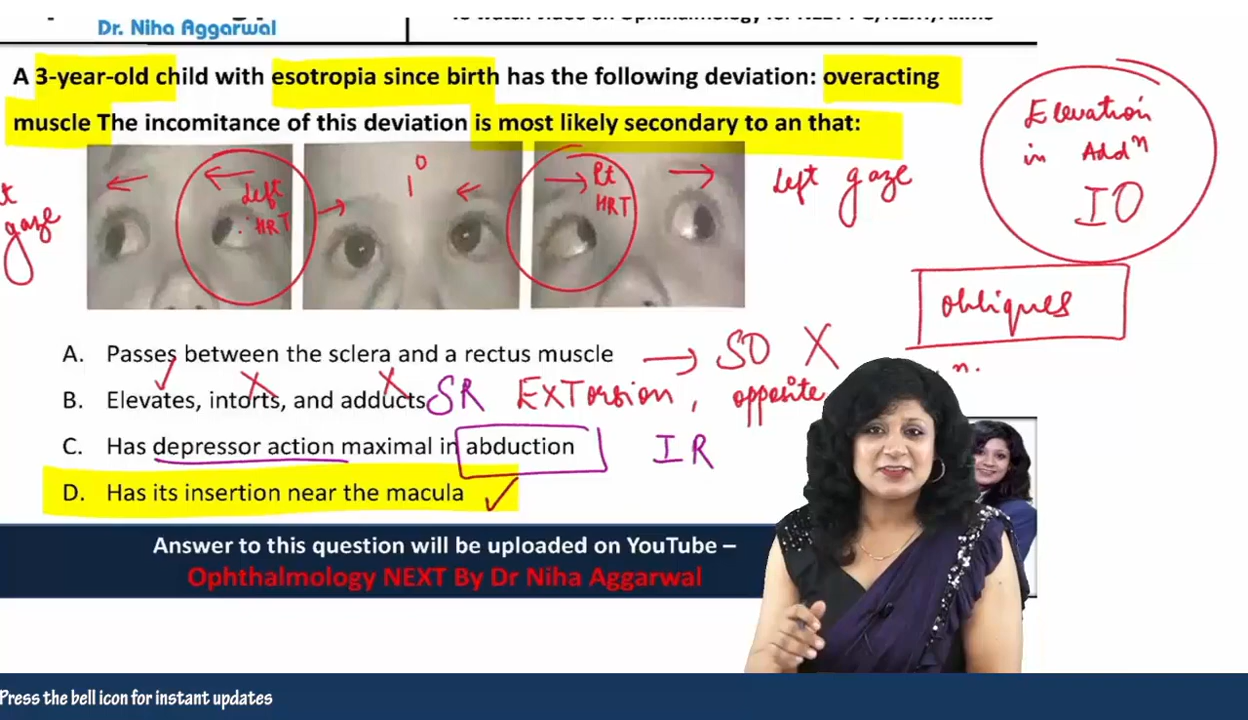 Dr. Niha Aggarwal
A 3-year-old child with esotropia since birth has the following deviation: overacting
muscle The incomitance of this deviation is most likely secondary to an that:
gaze
Left
HRT
1°
Rt
HRT
Left gaze
Elevation
in Addⁿ
IO
obliques
A. Passes between the sclera and a rectus muscle → SO X
B. Elevates, intorts, and adducts SR EXTorsion, opposite
n.
C. Has depressor action maximal in abduction IR
D. Has its insertion near the macula ✓
Answer to this question will be uploaded on YouTube –
Ophthalmology NEXT By Dr Niha Aggarwal
Press the bell icon for instant updates